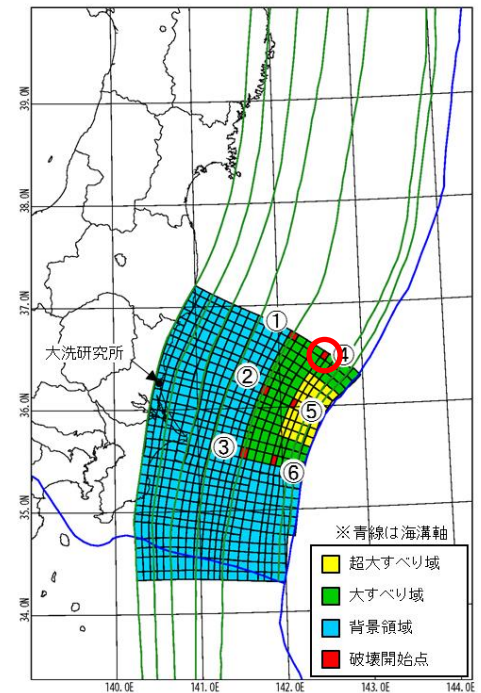 39.0N
38.0N
37.0N
①
④
大洗研究所
②
36.0N
⑤
③
⑥
35.0N
※青線は海溝軸
超大すべり域
大すべり域
背景領域
破壊開始点
34.0N
140.0E
141.0E
142.0E
143.0E
144.0E